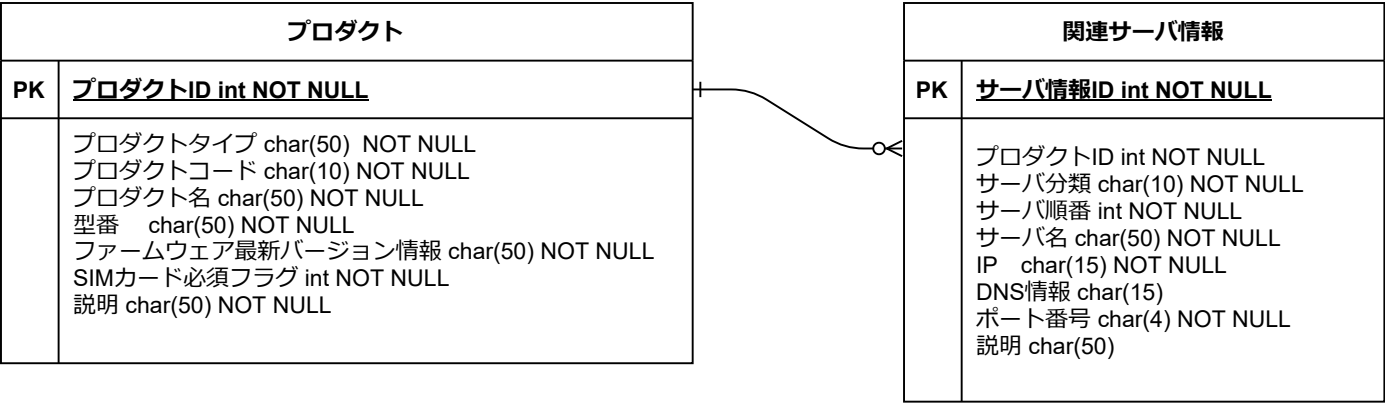 プロダクト
PK プロダクトID int NOT NULL
プロダクトタイプ char(50) NOT NULL
プロダクトコード char(10) NOT NULL
プロダクト名 char(50) NOT NULL
型番 char(50) NOT NULL
ファームウェア最新バージョン情報 char(50) NOT NULL
SIMカード必須フラグ int NOT NULL
説明 char(50) NOT NULL
関連サーバ情報
PK サーバ情報ID int NOT NULL
プロダクトID int NOT NULL
サーバ分類 char(10) NOT NULL
サーバ順番 int NOT NULL
サーバ名 char(50) NOT NULL
IP char(15) NOT NULL
DNS情報 char(15)
ポート番号 char(4) NOT NULL
説明 char(50)